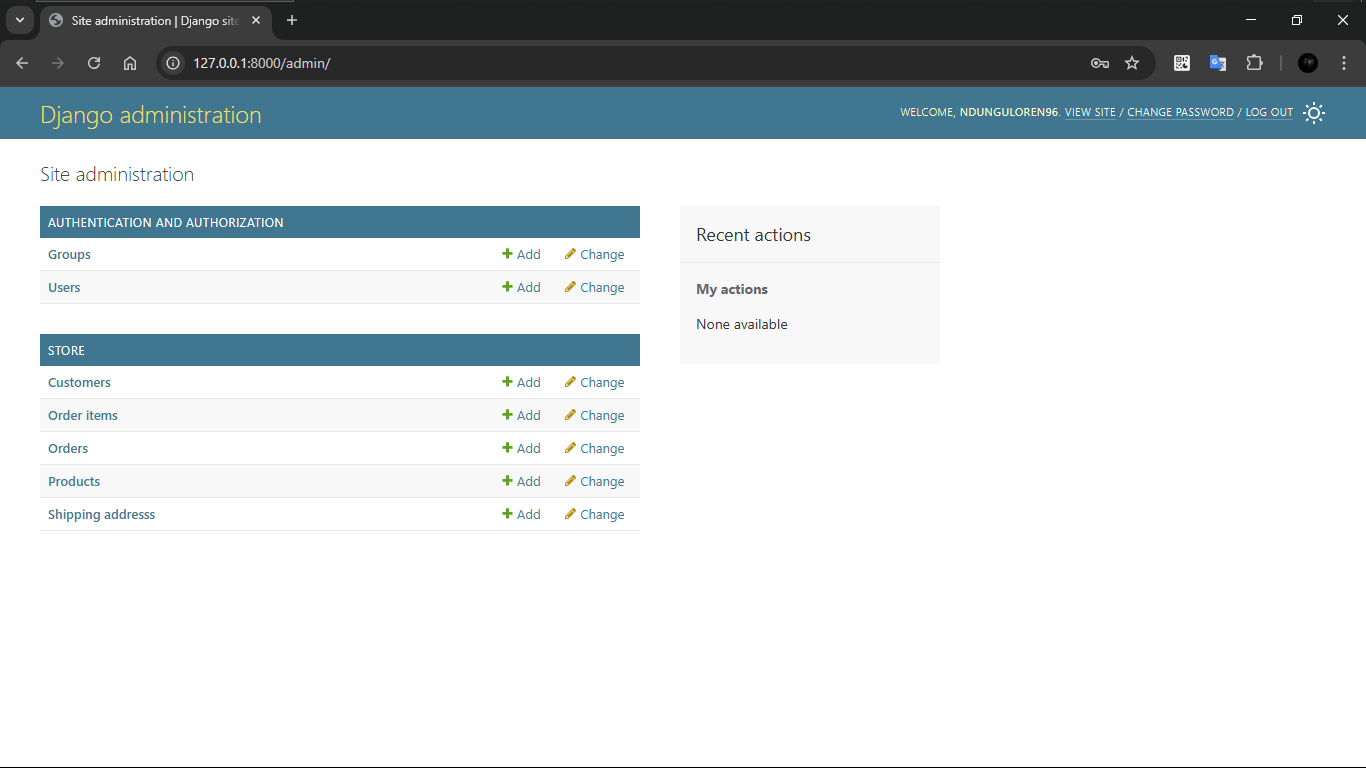 Site administration | Django site
127.0.0.1:8000/admin/
Django administration
WELCOME, NDUNGULOREN96. VIEW SITE / CHANGE PASSWORD / LOG OUT
Site administration
AUTHENTICATION AND AUTHORIZATION
Groups Add Change
Users Add Change
STORE
Customers Add Change
Order items Add Change
Orders Add Change
Products Add Change
Shipping addresss Add Change
Recent actions
My actions
None available